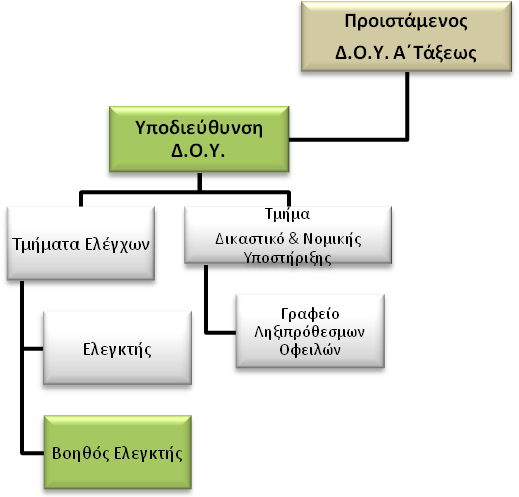 Προιστάμενος
Δ.Ο.Υ. Α΄Τάξεως
Υποδιεύθυνση
Δ.Ο.Υ.
Τμήματα Ελέγχων
Τμήμα
Δικαστικό & Νομικής
Υποστήριξης
Ελεγκτής
Γραφείο
Ληξιπρόθεσμων
Οφειλών
Βοηθός Ελεγκτής